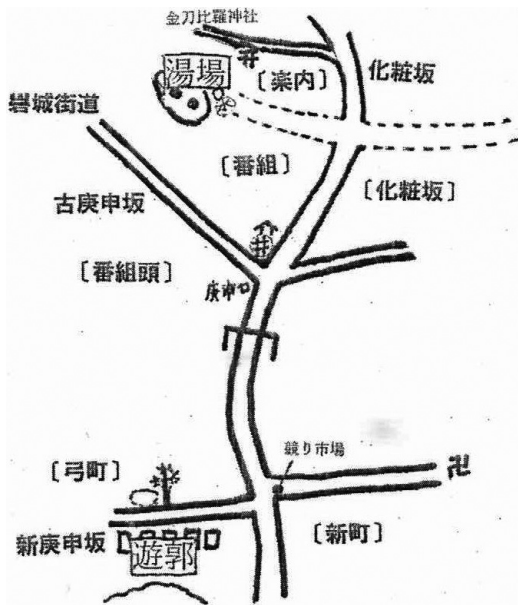 金刀比羅神社
湯場
〔楽内〕
化粧坂
磐城街道
〔番組〕
〔化粧坂〕
古庚申坂
〔番組頭〕
庚申
競り市場
卍
〔弓町〕
〔新町〕
新庚申坂
遊郭